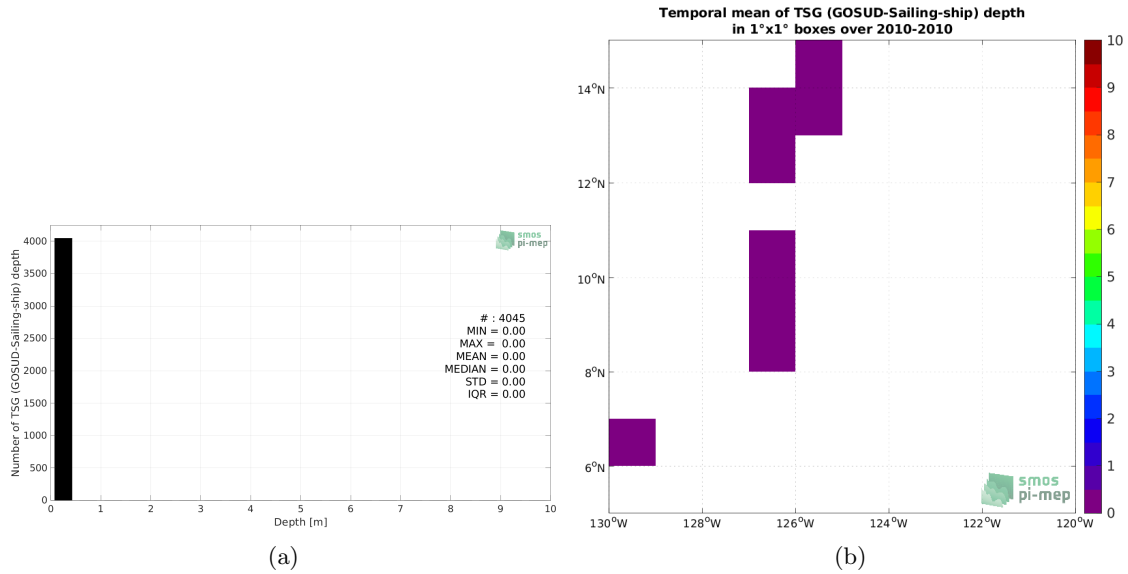 Number of TSG (GOSUD-Sailing-ship) depth
4000
3500
3000
2500
2000
1500
1000
500
0
smos
pi-mep
# : 4045
MIN = 0.00
MAX = 0.00
MEAN = 0.00
MEDIAN = 0.00
STD = 0.00
IQR = 0.00
0 1 2 3 4 5 6 7 8 9 10
Depth [m]
(a)
Temporal mean of TSG (GOSUD-Sailing-ship) depth
in 1°x1° boxes over 2010-2010
14°N
12°N
10°N
8°N
6°N
130°W 128°W 126°W 124°W 122°W 120°W
smos
pi-mep
10
9
8
7
6
5
4
3
2
1
0
(b)